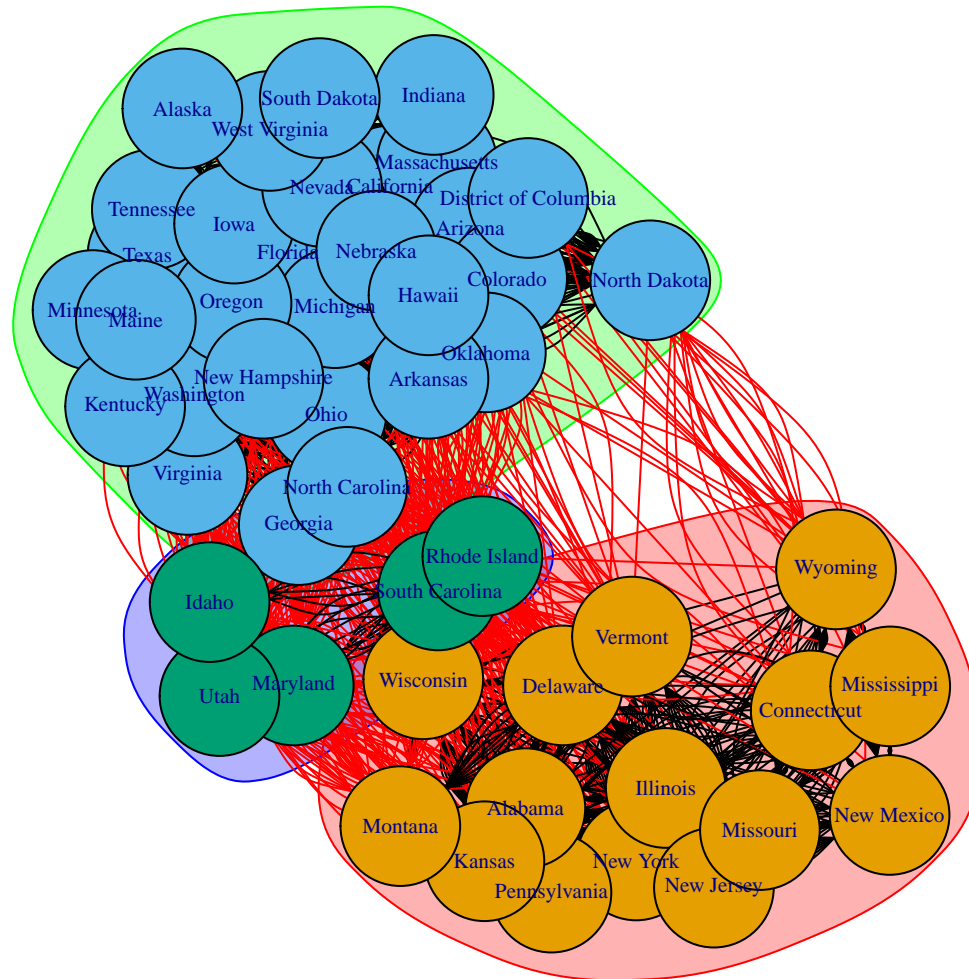 Indiana
South Dakota
Alaska
West Virginia
Massachusetts
Nevada
California
District of Columbia
Tennessee
Iowa
Arizona
Texas
Florida
Nebraska
Colorado
North Dakota
Hawaii
Oregon
Michigan
Minnesota
Maine
Oklahoma
New Hampshire
Arkansas
Washington
Kentucky
Ohio
Virginia
North Carolina
Georgia
Rhode Island
South Carolina
Wyoming
Idaho
Vermont
Maryland
Wisconsin
Delaware
Mississippi
Utah
Connecticut
Illinois
Alabama
New Mexico
Montana
Missouri
Kansas
New York
New Jersey
Pennsylvania